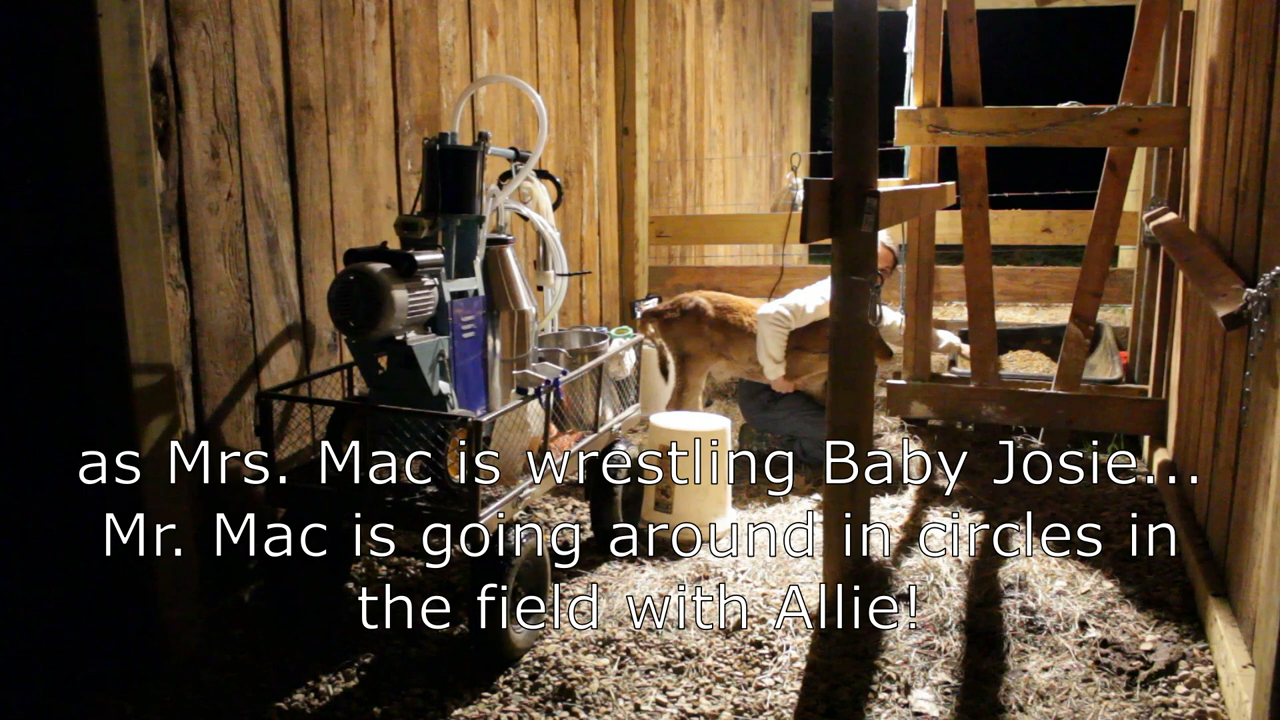 as Mrs. Mac is wrestling Baby Josie...
Mr. Mac is going around in circles in
the field with Allie!